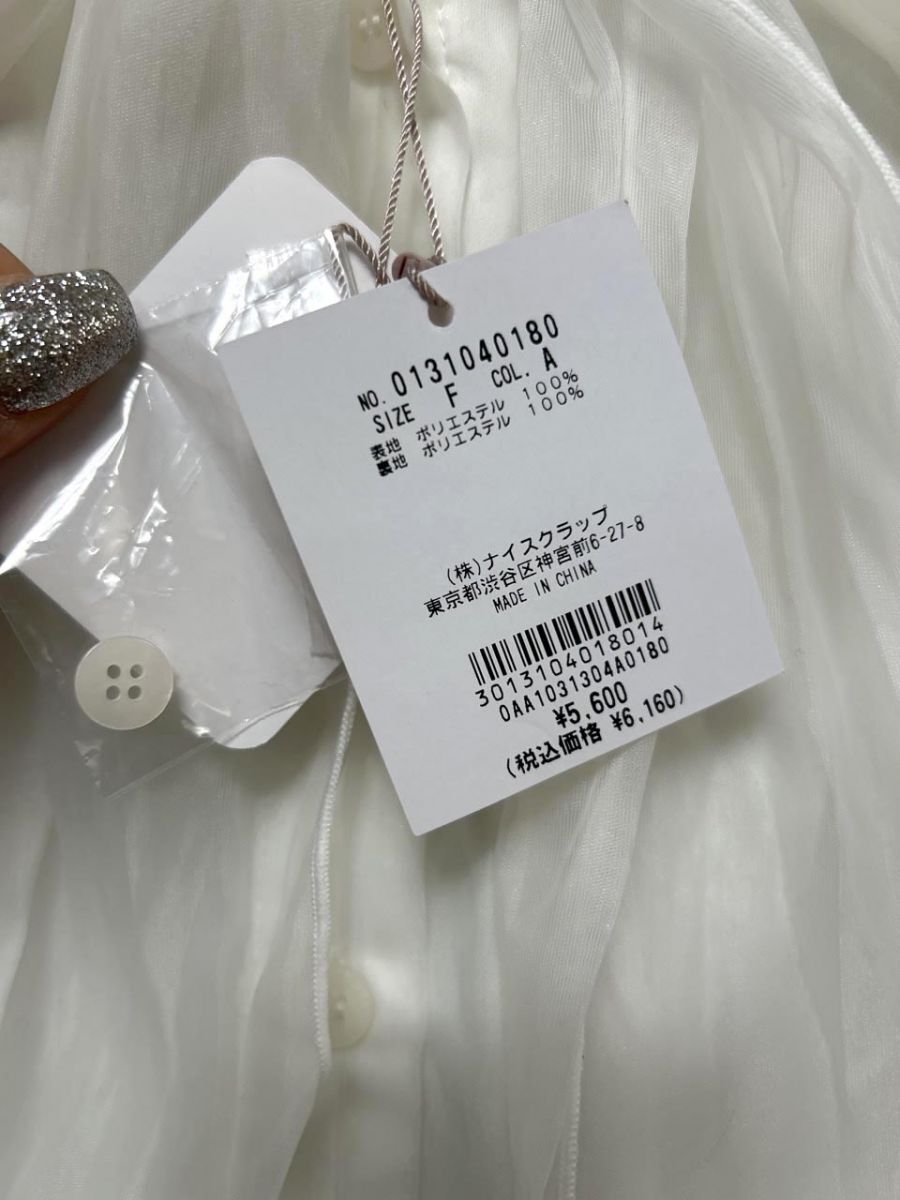 NO. 0131040180
SIZE F COL. A
表地 ポリエステル 100%
裏地 ポリエステル 100%
(株)ナイスクラップ
東京都渋谷区神宮前6-27-8
MADE IN CHINA
3013104018014
0AA1031304A0180
¥5,600
(税込価格 ¥6,160)